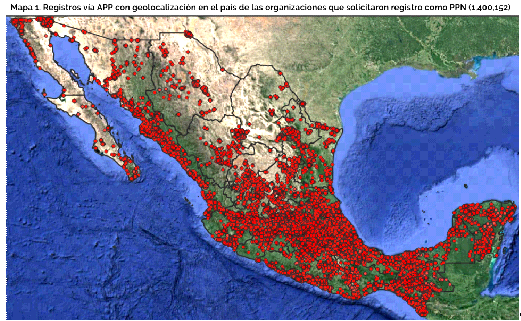 Mapa 1. Registros vía APP con geolocalización en el país de las organizaciones que solicitaron registro como PPN (1,400,152)